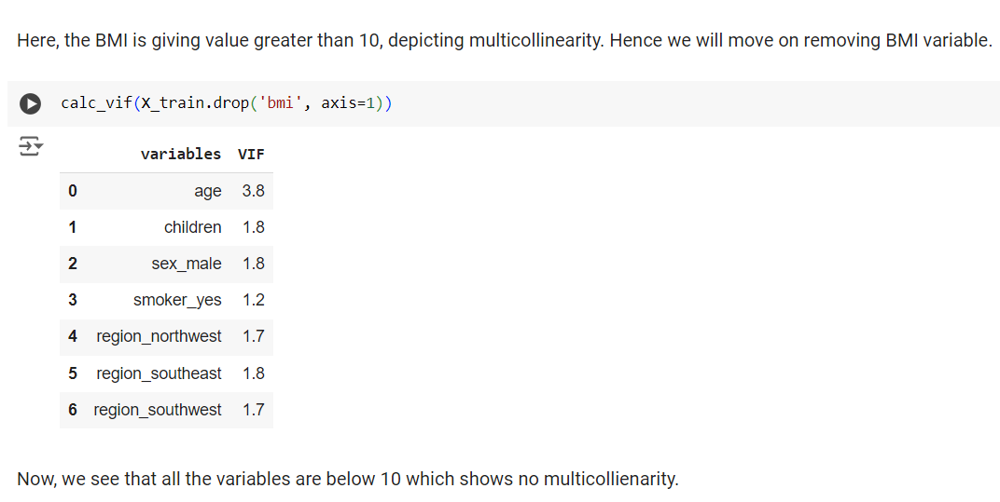 Here, the BMI is giving value greater than 10, depicting multicollinearity. Hence we will move on removing BMI variable.
calc_vif(X_train.drop('bmi', axis=1))
variables VIF
0 age 3.8
1 children 1.8
2 sex_male 1.8
3 smoker_yes 1.2
4 region_northwest 1.7
5 region_southeast 1.8
6 region_southwest 1.7
Now, we see that all the variables are below 10 which shows no multicollienarity.